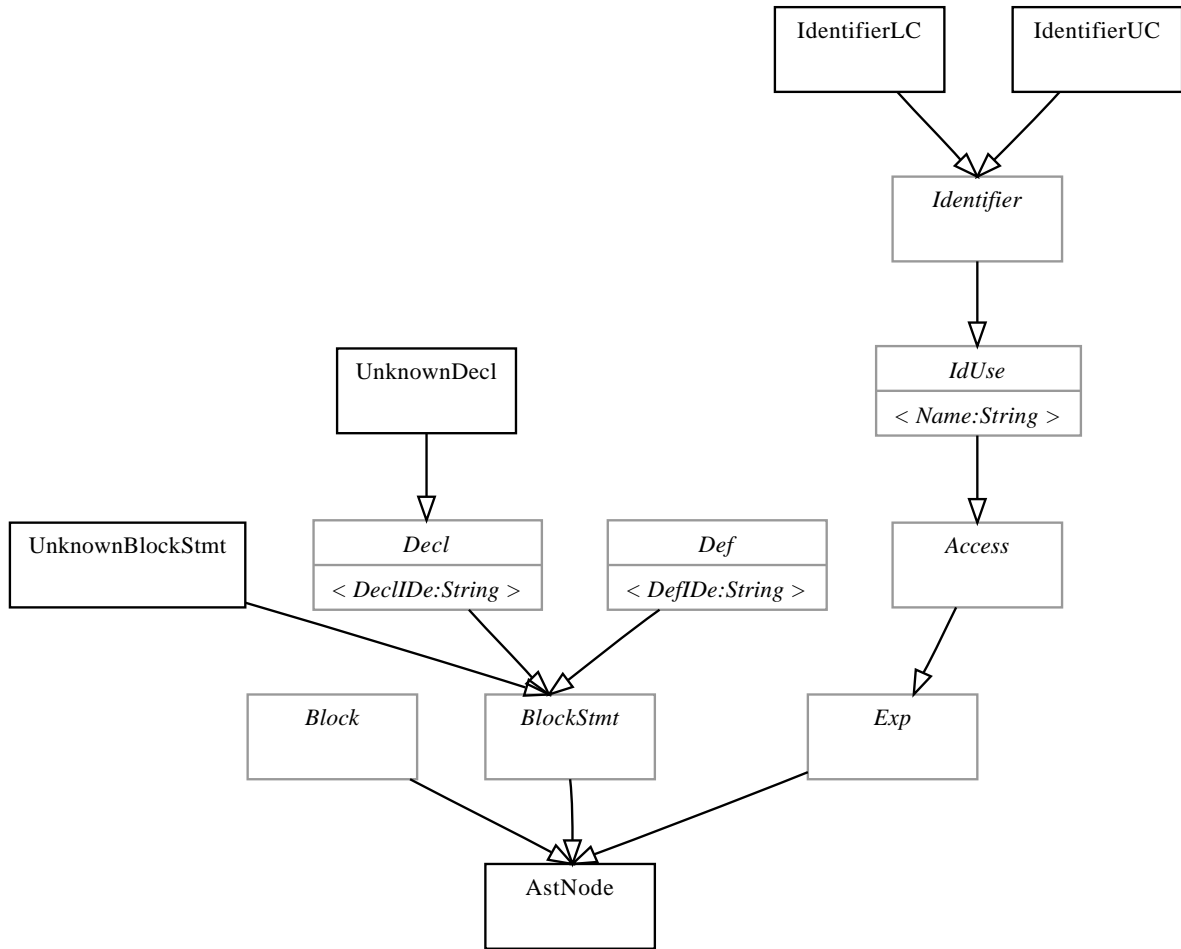 IdentifierLC
IdentifierUC
Identifier
UnknownDecl
IdUse
< Name:String >
UnknownBlockStmt
Decl
< DeclIDe:String >
Def
< DefIDe:String >
Access
Block
BlockStmt
Exp
AstNode